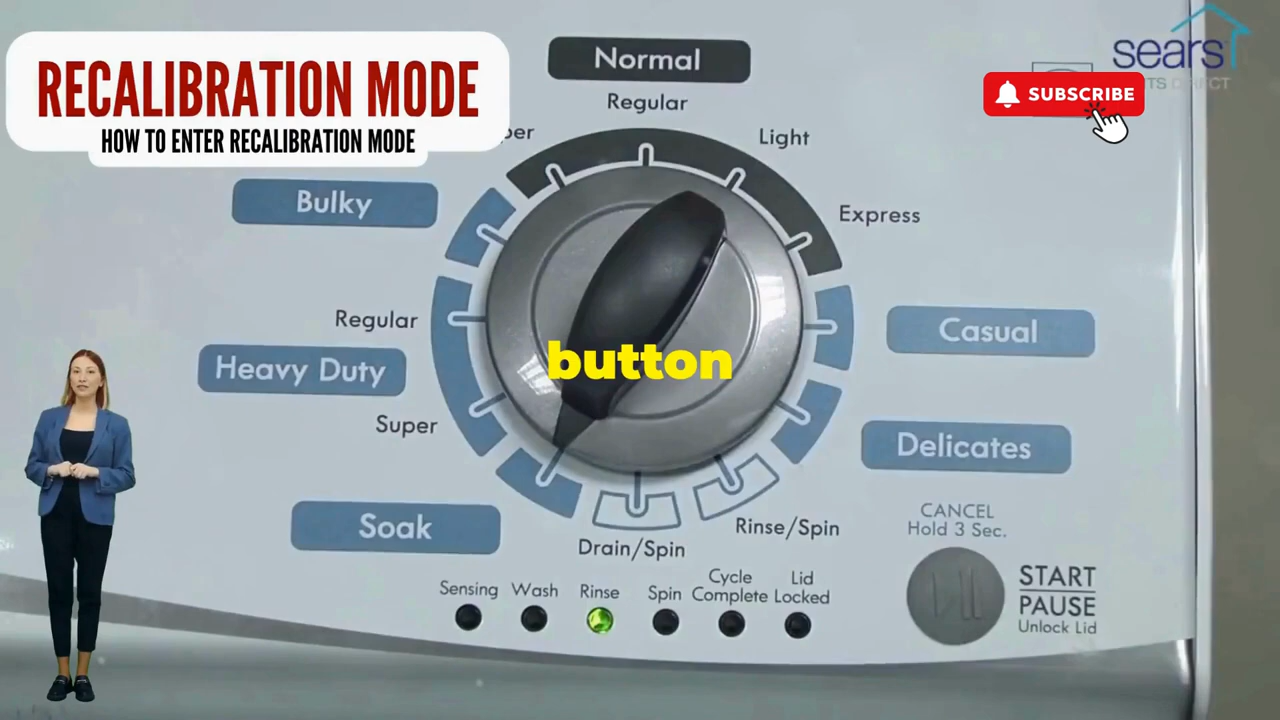 RECALIBRATION MODE
HOW TO ENTER RECALIBRATION MODE
sears
SUBSCRIBE
Normal
Regular
Light
Express
Bulky
Regular
Heavy Duty
Super
button
Casual
Delicates
Soak
Drain/Spin
Rinse/Spin
CANCEL
Hold 3 Sec.
Sensing
Wash
Rinse
Spin
Cycle
Complete
Lid
Locked
START
PAUSE
Unlock Lid